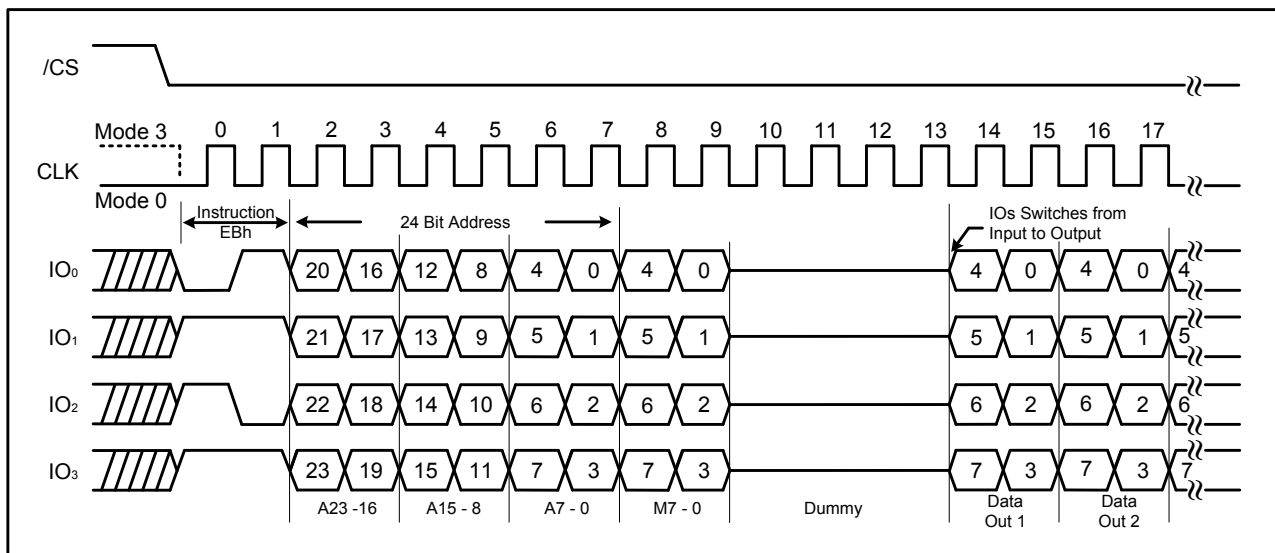 /CS
Mode 3 0 1 2 3 4 5 6 7 8 9 10 11 12 13 14 15 16 17
CLK
Mode 0
Instruction
EBh
24 Bit Address
IOs Switches from
Input to Output
IO0 20 16 12 8 4 0 4 0 4 0 4 0 4
IO1 21 17 13 9 5 1 5 1 5 1 5 1 5
IO2 22 18 14 10 6 2 6 2 6 2 6 2 6
IO3 23 19 15 11 7 3 7 3 7 3 7 3 7
A23 -16 A15 - 8 A7 - 0 M7 - 0 Dummy
Data
Out 1
Data
Out 2